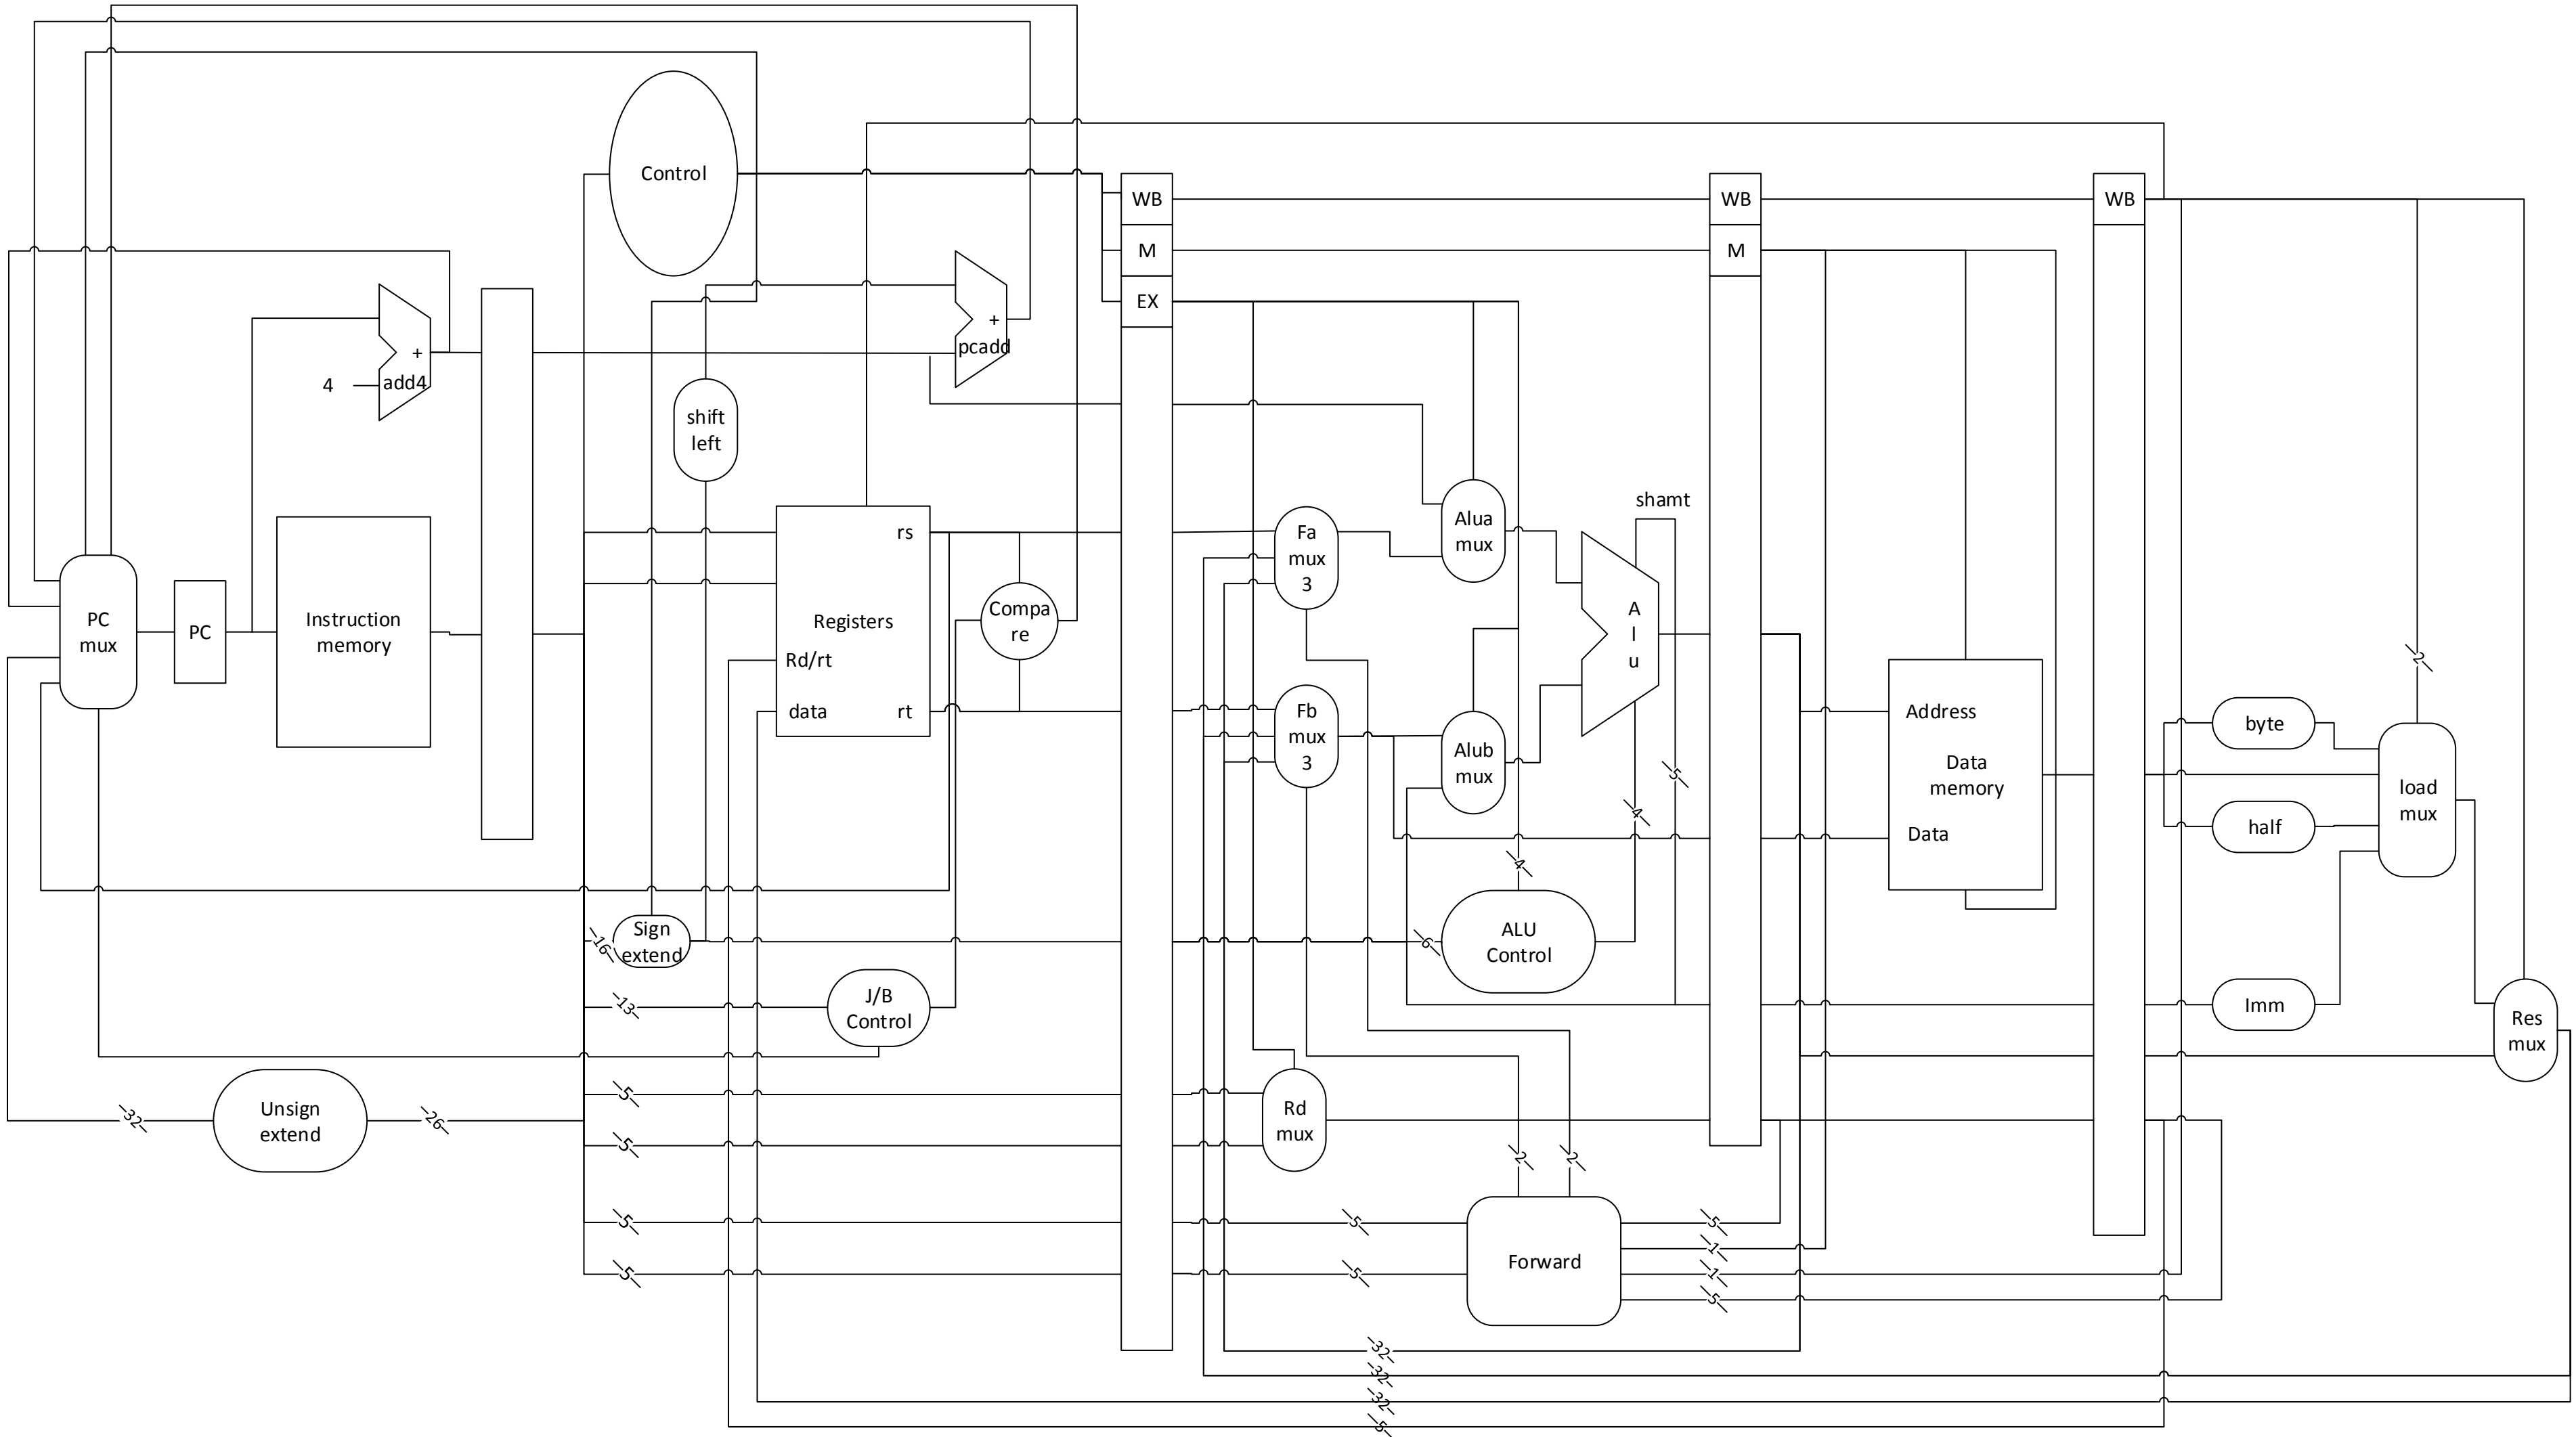 Control
WB
M
EX
WB
M
WB
+
pcadd
+
add4
4
shift
left
shamt
Fa
mux
3
Alua
mux
A
l
u
rs
Registers
Rd/rt
data
rt
Compa
re
PC
mux
PC
Instruction
memory
Fb
mux
3
Alub
mux
5
4
4
Address
Data
memory
Data
2
byte
half
load
mux
16
Sign
extend
6
ALU
Control
13
J/B
Control
Imm
Res
mux
32
Unsign
extend
26
5
5
Rd
mux
2
2
5
5
5
5
Forward
5
1
1
5
32
32
32
5